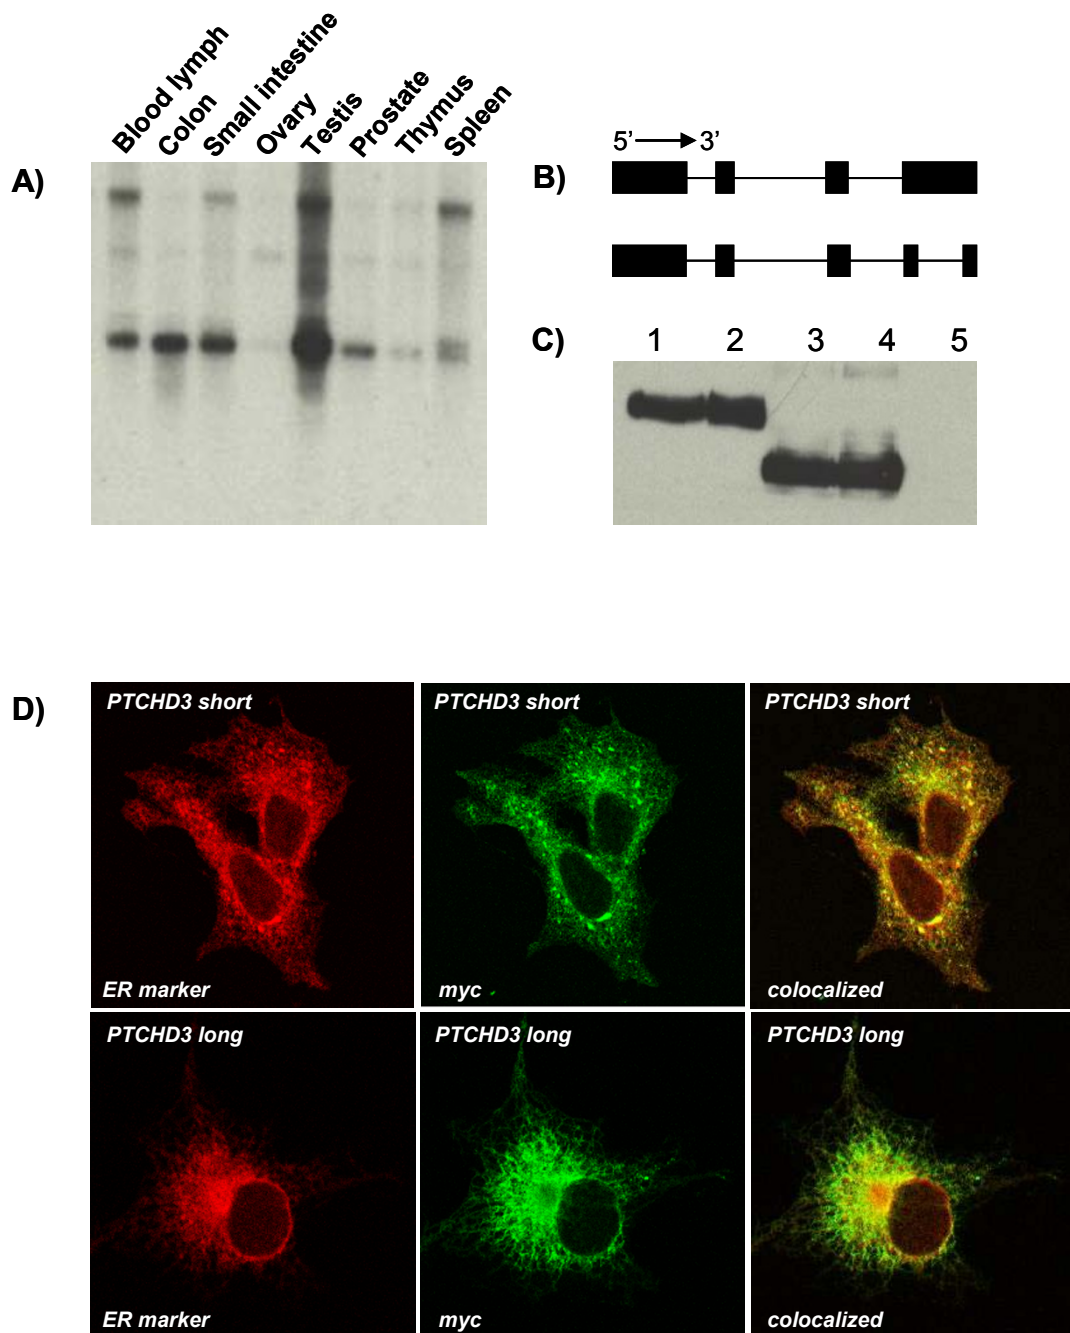 Blood lymph
Colon
Small intestine
Ovary
Testis
Prostate
Thymus
Spleen
A)
5’ 3’
B)
C)
1 2 3 4 5
D)
PTCHD3 short
PTCHD3 short
PTCHD3 short
ER marker
myc
colocalized
PTCHD3 long
PTCHD3 long
PTCHD3 long
ER marker
myc
colocalized